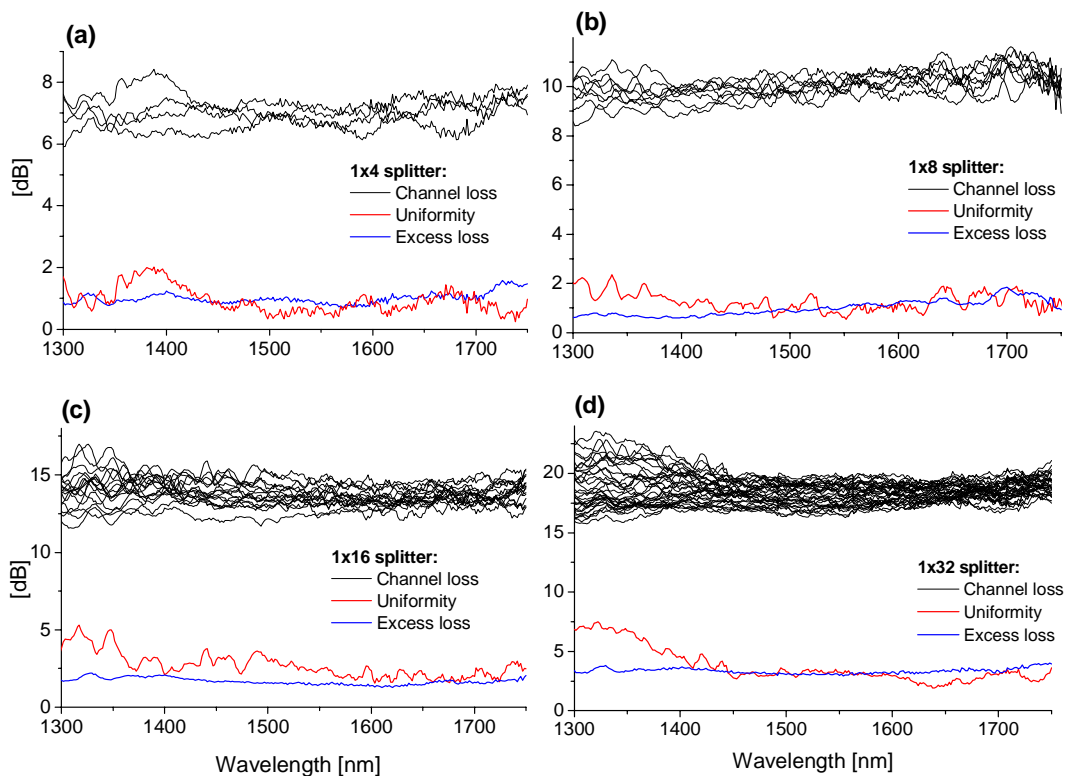 (a)
[dB]
8
6
4
2
0
1300 1400 1500 1600 1700
1x4 splitter:
Channel loss
Uniformity
Excess loss
(b)
10
8
6
4
2
0
1300 1400 1500 1600 1700
1x8 splitter:
Channel loss
Uniformity
Excess loss
(c)
[dB]
15
10
5
0
1300 1400 1500 1600 1700
Wavelength [nm]
1x16 splitter:
Channel loss
Uniformity
Excess loss
(d)
20
15
10
5
0
1300 1400 1500 1600 1700
Wavelength [nm]
1x32 splitter:
Channel loss
Uniformity
Excess loss